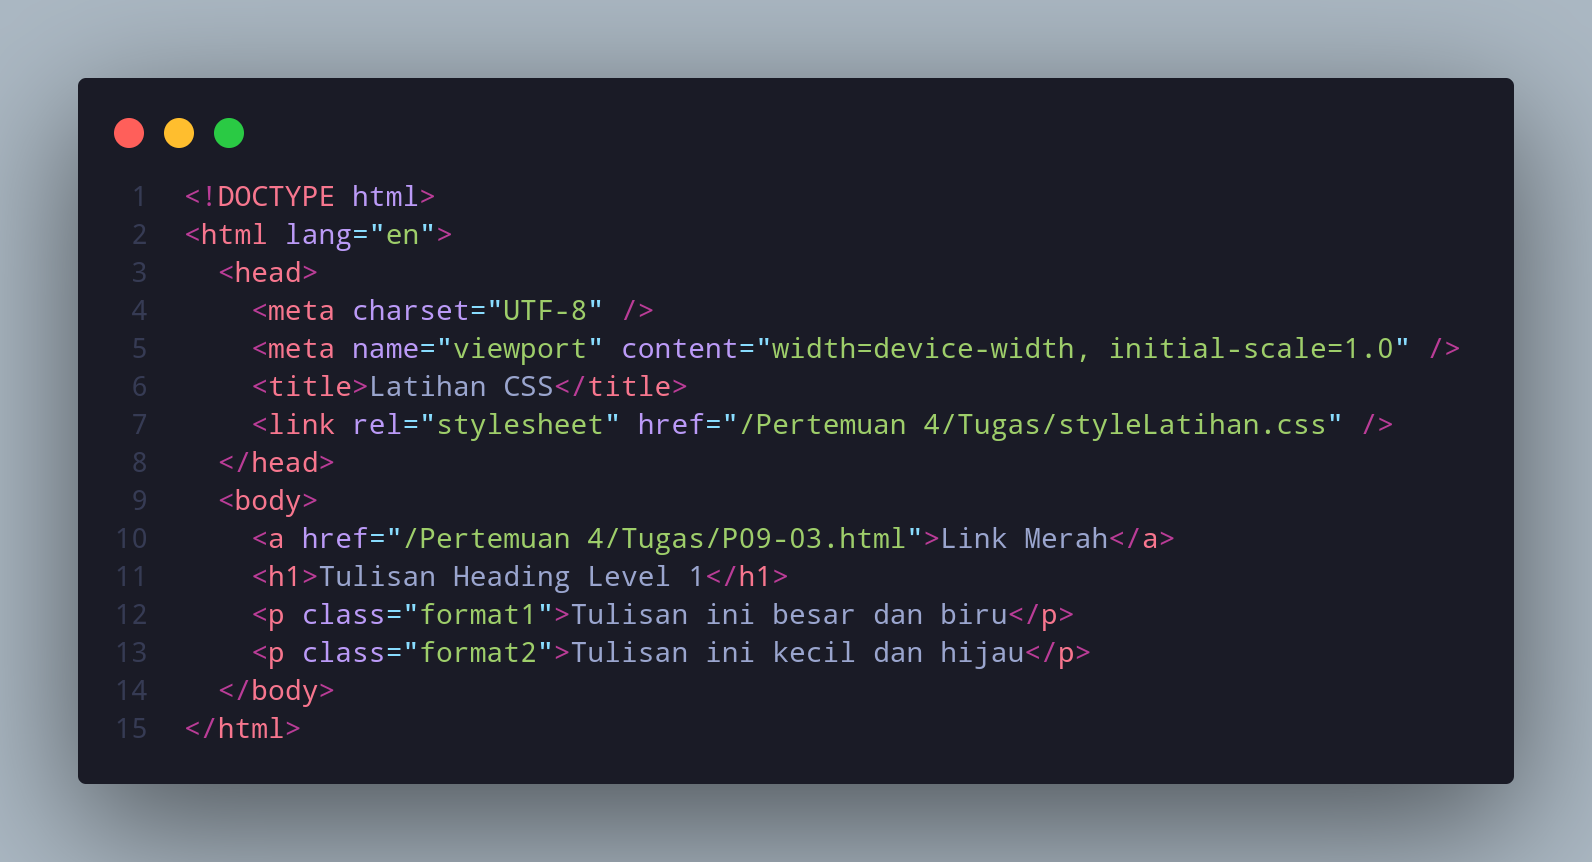 1 <!DOCTYPE html>
2 <html lang="en">
3   <head>
4     <meta charset="UTF-8" />
5     <meta name="viewport" content="width=device-width, initial-scale=1.0" />
6     <title>Latihan CSS</title>
7     <link rel="stylesheet" href="/Pertemuan 4/Tugas/styleLatihan.css" />
8   </head>
9   <body>
10     <a href="/Pertemuan 4/Tugas/P09-03.html">Link Merah</a>
11     <h1>Tulisan Heading Level 1</h1>
12     <p class="format1">Tulisan ini besar dan biru</p>
13     <p class="format2">Tulisan ini kecil dan hijau</p>
14   </body>
15 </html>